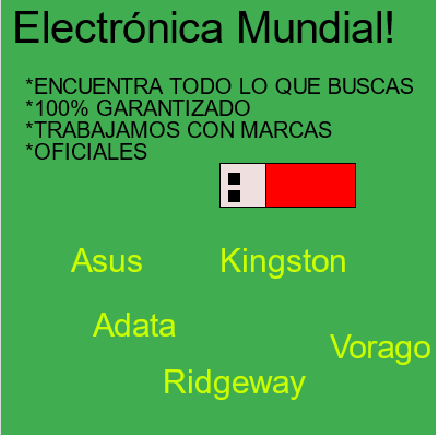 Electrónica Mundial!
*ENCUENTRA TODO LO QUE BUSCAS
*100% GARANTIZADO
*TRABAJAMOS CON MARCAS
*OFICIALES
Asus
Kingston
Adata
Vorago
Ridgeway